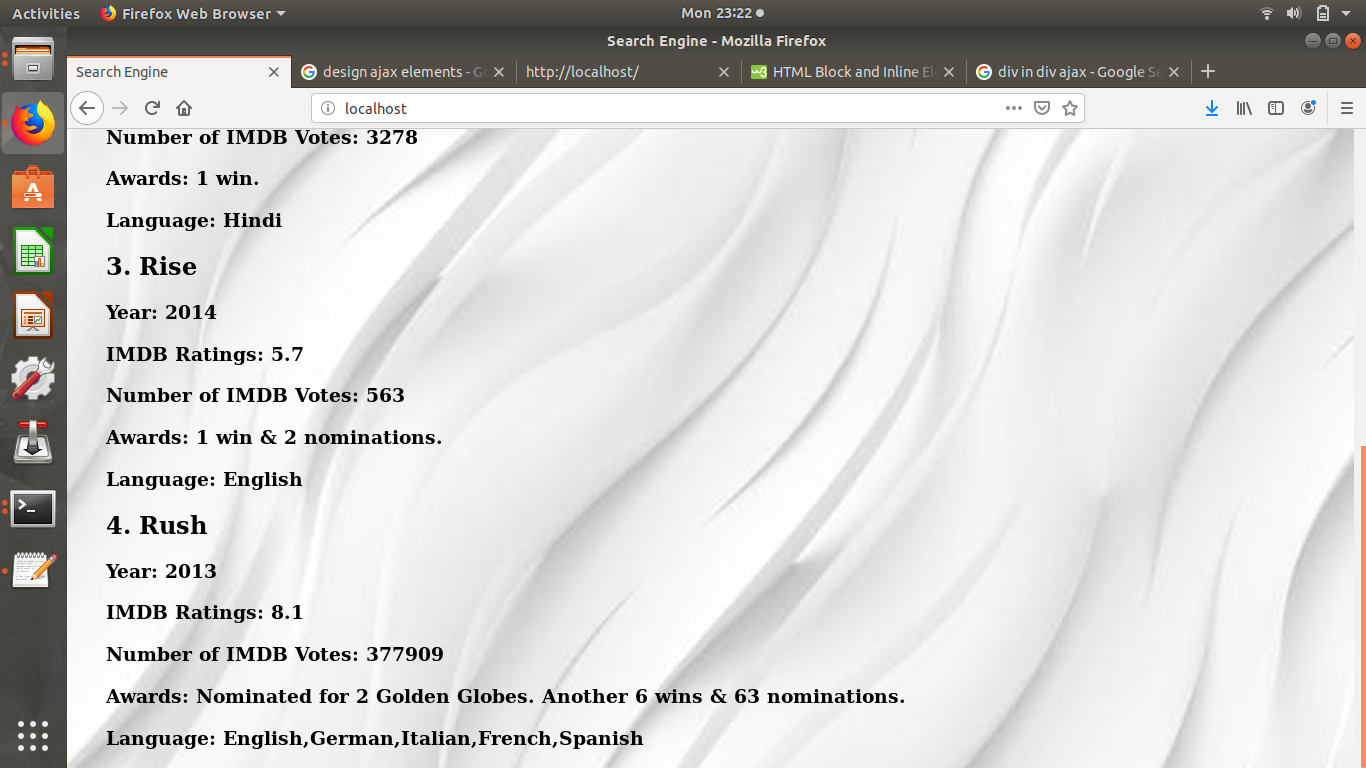 Activities Firefox Web Browser Mon 23:22
Search Engine - Mozilla Firefox
Search Engine design ajax elements - Go http://localhost/ HTML Block and Inline Ele div in div ajax - Google Se
localhost
Number of IMDB Votes: 3278
Awards: 1 win.
Language: Hindi
3. Rise
Year: 2014
IMDB Ratings: 5.7
Number of IMDB Votes: 563
Awards: 1 win & 2 nominations.
Language: English
4. Rush
Year: 2013
IMDB Ratings: 8.1
Number of IMDB Votes: 377909
Awards: Nominated for 2 Golden Globes. Another 6 wins & 63 nominations.
Language: English,German,Italian,French,Spanish